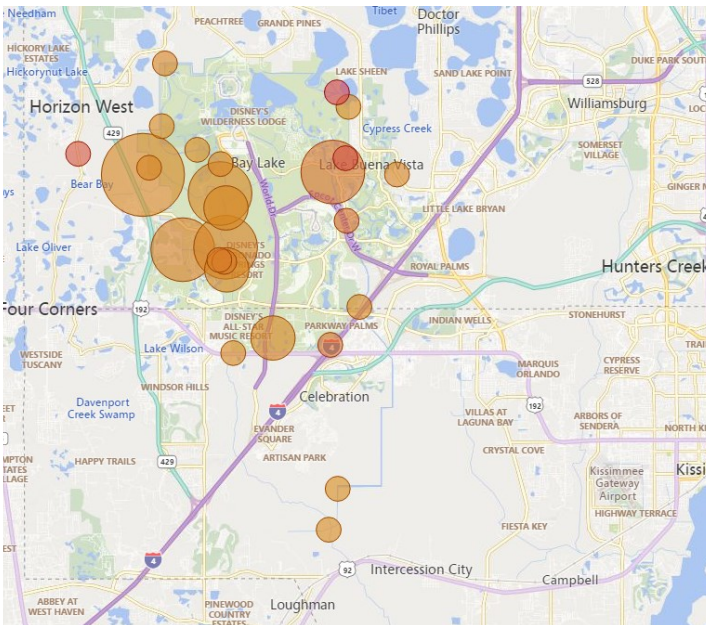 Needham
PEACHTREE
GRANDE PINES
Tibet
Doctor
Phillips
HICKORY LAKE
ESTATES
Hickorynut Lake
LAKE SHEEN
SAND LAKE POINT
DUKE PARK SOUT
528
Horizon West
Williamsburg
DISNEY'S
WILDERNESS LODGE
429
Cypress Creek
SOMERSET
VILLAGE
Bay Lake
Lake Buena Vista
Bear Bay
World Dr
GINGER M
LITTLE LAKE BRYAN
Lake Oliver
DISNEY'S
ROYAL PALMS
Hunters Creek
Four Corners
192
DISNEY'S
ALL-STAR
MUSIC RESORT
PARKWAY PALMS
INDIAN WELLS
STONEHURST
WESTSIDE
TUSCANY
Lake Wilson
4
MARQUIS
ORLANDO
CYPRESS
RESERVE
WINDSOR HILLS
Celebration
Davenport
Creek Swamp
4
192
EVANDER
SQUARE
VILLAS AT
LAGUNA BAY
ARBORS OF
SENDERA
NORTH
HAPPY TRAILS
429
ARTISAN PARK
CRYSTAL COVE
Kissimmee
Gateway
Airport
Kissi
HIGHWAY TERRACE
FIESTA KEY
4
92
Intercession City
Campbell
ABBEY AT
WEST HAVEN
PINEWOOD
COUNTRY
ESTATES
Loughman